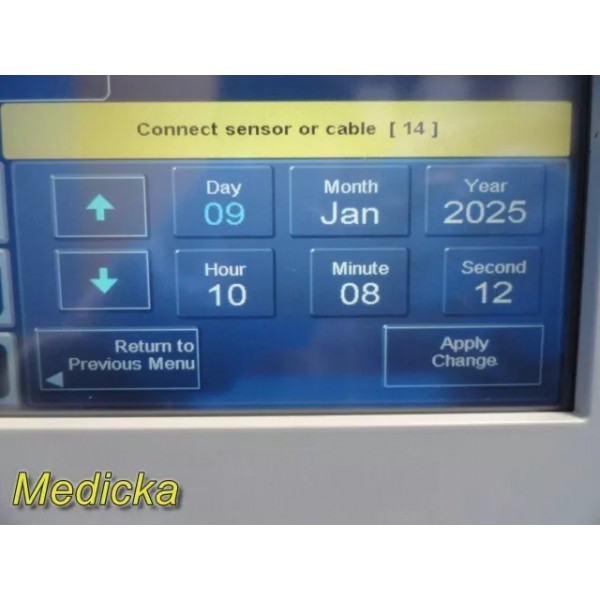 Connect sensor or cable [ 14 ]
Day Month Year
09 Jan 2025
Hour Minute Second
10 08 12
Return to
Previous Menu
Apply
Change
Medicka